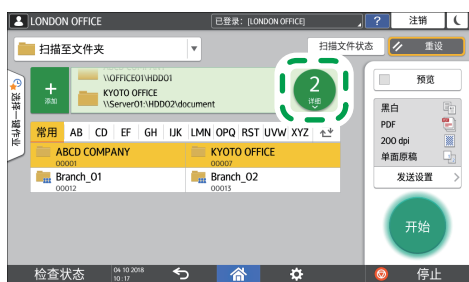 LONDON OFFICE
已登录: [LONDON OFFICE]
?
注销
扫描至文件夹
扫描文件状态
重设
选择一键作业
添加
\\OFFICE01\HDD01
KYOTO OFFICE
\\Server01:\HDD02\document
2
详细
预览
黑白
PDF
200 dpi
单面原稿
发送设置
常用 AB CD EF GH IJK LMN OPQ RST UVW XYZ
ABCD COMPANY
00001
KYOTO OFFICE
00007
Branch_01
00012
Branch_02
00013
开始
检查状态
04 10 2018
10 : 17
停止